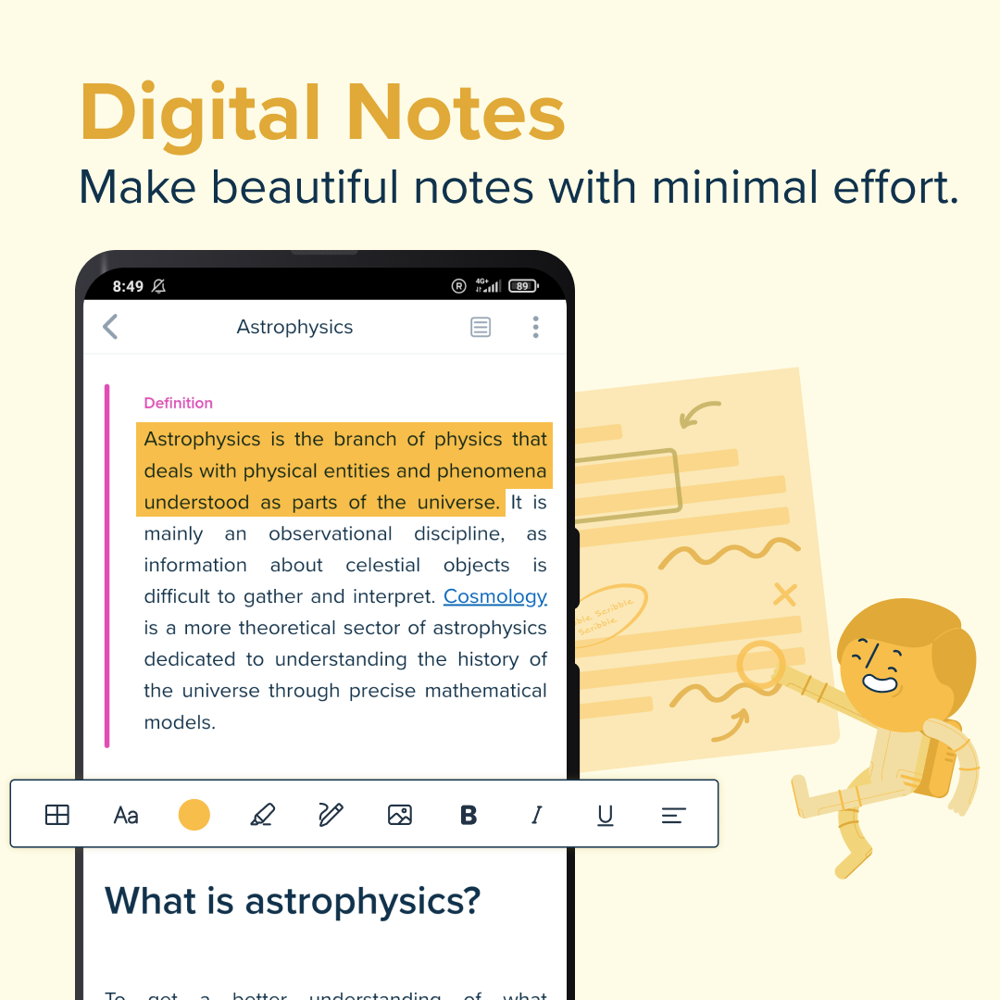 Digital Notes
Make beautiful notes with minimal effort.
8:49
R
4G+
89
Astrophysics
Definition
Astrophysics is the branch of physics that
deals with physical entities and phenomena
understood as parts of the universe. It is
mainly an observational discipline, as
information about celestial objects is
difficult to gather and interpret. Cosmology
is a more theoretical sector of astrophysics
dedicated to understanding the history of
the universe through precise mathematical
models.
Scribble.
Scribble.
Aa
B
I
U
What is astrophysics?
To get a better understanding of what